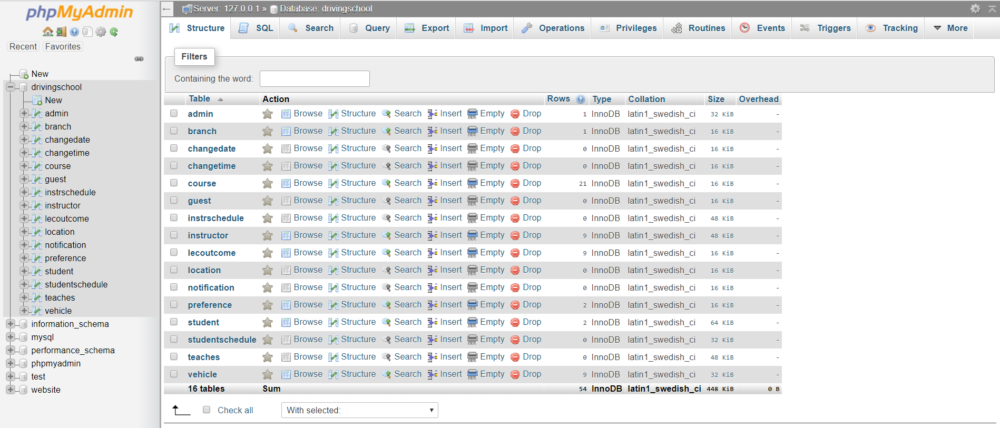 phpMyAdmin
Recent Favorites
New
drivingschool
New
admin
branch
changedate
changetime
course
guest
instrschedule
instructor
lecoutcome
location
notification
preference
student
studentschedule
teaches
vehicle
information_schema
mysql
performance_schema
phpmyadmin
test
website
← Server: 127.0.0.1 » Database: drivingschool
Structure SQL Search Query Export Import Operations Privileges Routines Events Triggers Tracking More
Filters
Containing the word:
Table Action Rows Type Collation Size Overhead
admin Browse Structure Search Insert Empty Drop 1 InnoDB latin1_swedish_ci 32 KiB -
branch Browse Structure Search Insert Empty Drop 1 InnoDB latin1_swedish_ci 16 KiB -
changedate Browse Structure Search Insert Empty Drop 0 InnoDB latin1_swedish_ci 16 KiB -
changetime Browse Structure Search Insert Empty Drop 0 InnoDB latin1_swedish_ci 16 KiB -
course Browse Structure Search Insert Empty Drop 21 InnoDB latin1_swedish_ci 16 KiB -
guest Browse Structure Search Insert Empty Drop 0 InnoDB latin1_swedish_ci 16 KiB -
instrschedule Browse Structure Search Insert Empty Drop 0 InnoDB latin1_swedish_ci 48 KiB -
instructor Browse Structure Search Insert Empty Drop 9 InnoDB latin1_swedish_ci 48 KiB -
lecoutcome Browse Structure Search Insert Empty Drop 9 InnoDB latin1_swedish_ci 16 KiB -
location Browse Structure Search Insert Empty Drop 0 InnoDB latin1_swedish_ci 16 KiB -
notification Browse Structure Search Insert Empty Drop 0 InnoDB latin1_swedish_ci 16 KiB -
preference Browse Structure Search Insert Empty Drop 2 InnoDB latin1_swedish_ci 16 KiB -
student Browse Structure Search Insert Empty Drop 2 InnoDB latin1_swedish_ci 64 KiB -
studentschedule Browse Structure Search Insert Empty Drop 0 InnoDB latin1_swedish_ci 32 KiB -
teaches Browse Structure Search Insert Empty Drop 0 InnoDB latin1_swedish_ci 48 KiB -
vehicle Browse Structure Search Insert Empty Drop 9 InnoDB latin1_swedish_ci 32 KiB -
16 tables Sum 54 InnoDB latin1_swedish_ci 448 KiB 0 B
Check all With selected: